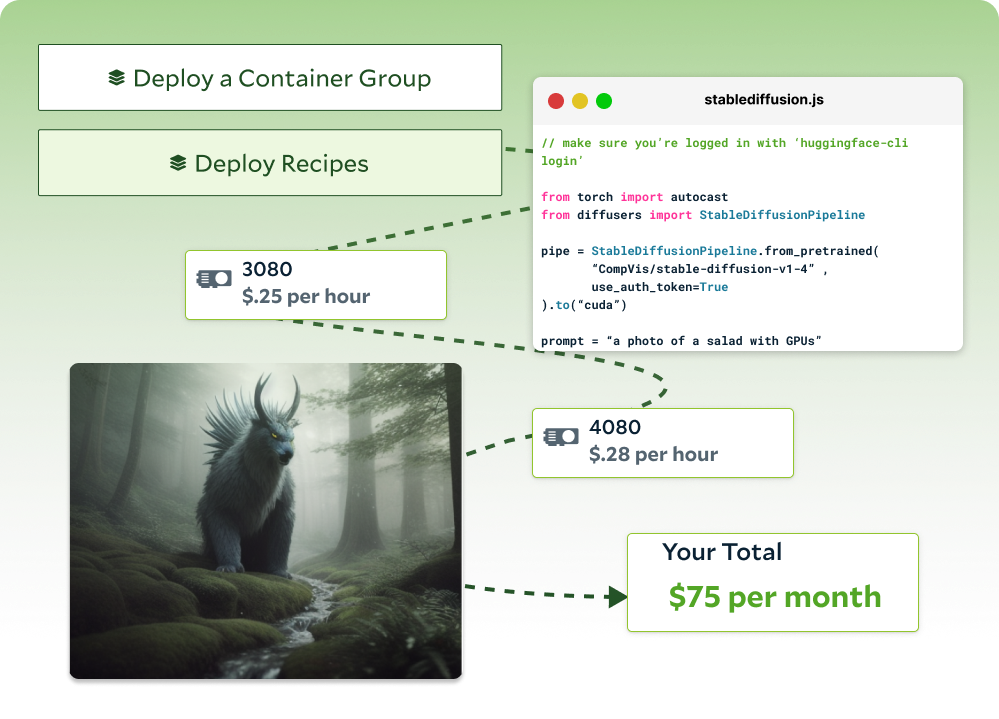 Deploy a Container Group
Deploy Recipes
stablediffusion.js
// make sure you're logged in with ‘huggingface-cli
login’
from torch import autocast
from diffusers import StableDiffusionPipeline
pipe = StableDiffusionPipeline.from_pretrained(
“CompVis/stable-diffusion-v1-4” ,
use_auth_token=True
).to(“cuda”)
prompt = “a photo of a salad with GPUs”
3080
$.25 per hour
4080
$.28 per hour
Your Total
$75 per month